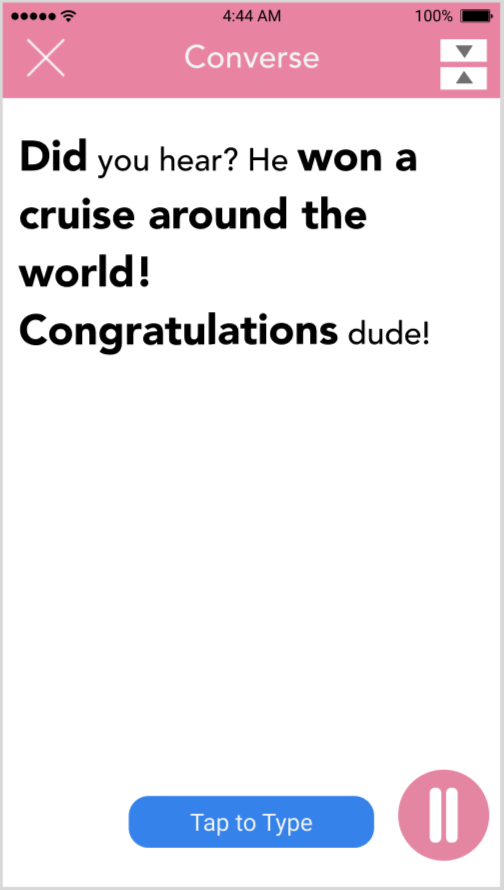 4:44 AM 100%
Converse
Did you hear? He won a
cruise around the
world!
Congratulations dude!
Tap to Type